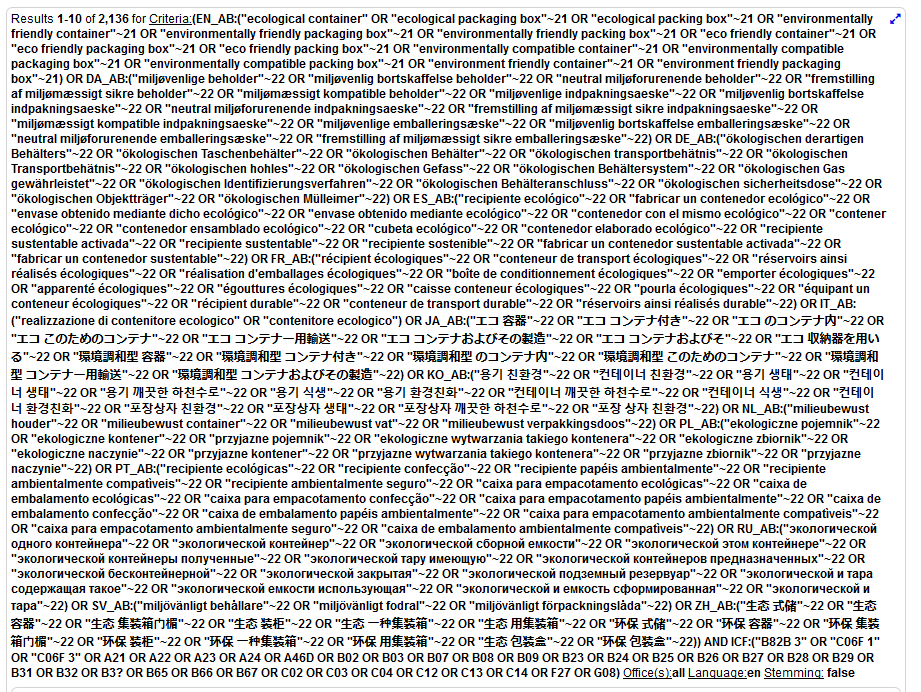 Results 1-10 of 2,136 for Criteria:(EN_AB:("ecological container" OR "ecological packaging box"~21 OR "ecological packing box"~21 OR "environmentally
friendly container"~21 OR "environmentally friendly packaging box"~21 OR "environmentally friendly packing box"~21 OR "eco friendly container"~21 OR
"eco friendly packaging box"~21 OR "eco friendly packing box"~21 OR "environmentally compatible container"~21 OR "environmentally compatible
packaging box"~21 OR "environmentally compatible packing box"~21 OR "environment friendly container"~21 OR "environment friendly packaging
box"~21) OR DA_AB:("miljøvenlige beholder"~22 OR "miljøvenlig bortskaffelse beholder"~22 OR "neutral miljøforurenende beholder"~22 OR "fremstilling
af miljømæssigt sikre beholder"~22 OR "miljømæssigt kompatible beholder"~22 OR "miljøvenlige indpakningsaeske"~22 OR "miljøvenlig bortskaffelse
indpakningsaeske"~22 OR "neutral miljøforurenende indpakningsaeske"~22 OR "fremstilling af miljømæssigt sikre indpakningsaeske"~22 OR
"miljømæssigt kompatible indpakningsaeske"~22 OR "miljøvenlige emballeringsæske"~22 OR "miljøvenlig bortskaffelse emballeringsæske"~22 OR
"neutral miljøforurenende emballeringsæske"~22 OR "fremstilling af miljømæssigt sikre emballeringsæske"~22) OR DE_AB:("ökologischen derartigen
Behälters"~22 OR "ökologischen Taschenbehälter"~22 OR "ökologischen Behälter"~22 OR "ökologischen transportbehätnis"~22 OR "ökologischen
Transportbehätnis"~22 OR "ökologischen hohles"~22 OR "ökologischen Gefass"~22 OR "ökologischen Behältersystem"~22 OR "ökologischen Gas
gewährleistet"~22 OR "ökologischen Identifizierungsverfahren"~22 OR "ökologischen Behälteranschluss"~22 OR "ökologischen sicherheitsdose"~22 OR
"ökologischen Objektträger"~22 OR "ökologischen Mülleimer"~22) OR ES_AB:("recipiente ecológico"~22 OR "fabricar un contenedor ecológico"~22 OR
"envase obtenido mediante dicho ecológico"~22 OR "envase obtenido mediante ecológico"~22 OR "contenedor con el mismo ecológico"~22 OR "contener
ecológico"~22 OR "contenedor ensamblado ecológico"~22 OR "cubeta ecológico"~22 OR "contenedor elaborado ecológico"~22 OR "recipiente
sustentable activada"~22 OR "recipiente sustentable"~22 OR "recipiente sostenible"~22 OR "fabricar un contenedor sustentable activada"~22 OR
"fabricar un contenedor sustentable"~22) OR FR_AB:("récipient écologiques"~22 OR "conteneur de transport écologiques"~22 OR "réservoirs ainsi
réalisés écologiques"~22 OR "réalisation d'emballages écologiques"~22 OR "boîte de conditionnement écologiques"~22 OR "emporter écologiques"~22
OR "apparenté écologiques"~22 OR "égouttures écologiques"~22 OR "caisse conteneur écologiques"~22 OR "pourla écologiques"~22 OR "équipant un
conteneur écologiques"~22 OR "récipient durable"~22 OR "conteneur de transport durable"~22 OR "réservoirs ainsi réalisés durable"~22) OR IT_AB:
("realizzazione di contenitore ecologico" OR "contenitore ecologico") OR JA_AB:("エコ 容器"~22 OR "エコ コンテナ付き"~22 OR "エコ のコンテナ内"~22 OR
"エコ このためのコンテナ"~22 OR "エコ コンテナ一用輸送"~22 OR "エコ コンテナおよびその製造"~22 OR "エコ コンテナおよびそ"~22 OR "エコ 収納器を用い
る"~22 OR "環境調和型 容器"~22 OR "環境調和型 コンテナ付き"~22 OR "環境調和型 のコンテナ内"~22 OR "環境調和型 このためのコンテナ"~22 OR "環境調和
型 コンテナ一用輸送"~22 OR "環境調和型 コンテナおよびその製造"~22) OR KO_AB:("용기 친환경"~22 OR "컨테이너 친환경"~22 OR "용기 생태"~22 OR "컨테이
너 생태"~22 OR "용기 깨끗한 하천수로"~22 OR "용기 식생"~22 OR "용기 환경친화"~22 OR "컨테이너 깨끗한 하천수로"~22 OR "컨테이너 식생"~22 OR "컨테이
너 환경친화"~22 OR "포장상자 친환경"~22 OR "포장상자 생태"~22 OR "포장상자 깨끗한 하천수로"~22 OR "포장 상자 친환경"~22) OR NL_AB:("milieubewust
houder"~22 OR "milieubewust container"~22 OR "milieubewust vat"~22 OR "milieubewust verpakkingsdoos"~22) OR PL_AB:("ekologiczne pojemnik"~22
OR "ekologiczne kontener"~22 OR "przyjazne pojemnik"~22 OR "ekologiczne wytwarzania takiego kontenera"~22 OR "ekologiczne zbiornik"~22 OR
"ekologiczne naczynie"~22 OR "przyjazne kontener"~22 OR "przyjazne wytwarzania takiego kontenera"~22 OR "przyjazne zbiornik"~22 OR "przyjazne
naczynie"~22) OR PT_AB:("recipiente ecológicas"~22 OR "recipiente confecção"~22 OR "recipiente papéis ambientalmente"~22 OR "recipiente
ambientalmente compatìveis"~22 OR "recipiente ambientalmente seguro"~22 OR "caixa para empacotamento ecológicas"~22 OR "caixa de
embalamento ecológicas"~22 OR "caixa para empacotamento confecção"~22 OR "caixa para empacotamento papéis ambientalmente"~22 OR "caixa de
embalamento confecção"~22 OR "caixa de embalamento papéis ambientalmente"~22 OR "caixa para empacotamento ambientalmente compatìveis"~22
OR "caixa para empacotamento ambientalmente seguro"~22 OR "caixa de embalamento ambientalmente compatìveis"~22) OR RU_AB:("экологической
одного контейнера"~22 OR "экологической контейнер"~22 OR "экологической сборной емкости"~22 OR "экологической этом контейнере"~22 OR
"экологической контейнеры полученные"~22 OR "экологической тару имеющую"~22 OR "экологической контейнеров предназначенных"~22 OR
"экологической бесконтейнерной"~22 OR "экологической закрытая"~22 OR "экологической подземный резервуар"~22 OR "экологической и тара
содержащая такое"~22 OR "экологической емкости использующая"~22 OR "экологической и емкость сформированная"~22 OR "экологической и
тара"~22) OR SV_AB:("miljövänligt behållare"~22 OR "miljövänligt fodral"~22 OR "miljövänligt förpackningslåda"~22) OR ZH_AB:("生态 式储"~22 OR "生态
容器"~22 OR "生态 集装箱门楣"~22 OR "生态 装柜"~22 OR "生态 一种集装箱"~22 OR "生态 用集装箱"~22 OR "环保 式储"~22 OR "环保 容器"~22 OR "环保 集装
箱门楣"~22 OR "环保 装柜"~22 OR "环保 一种集装箱"~22 OR "环保 用集装箱"~22 OR "生态 包装盒"~22 OR "环保 包装盒"~22)) AND ICF:("B82B 3" OR "C06F 1"
OR "C06F 3" OR A21 OR A22 OR A23 OR A24 OR A46D OR B02 OR B03 OR B07 OR B08 OR B09 OR B23 OR B24 OR B25 OR B26 OR B27 OR B28 OR B29 OR
B31 OR B32 OR B3? OR B65 OR B66 OR B67 OR C02 OR C03 OR C04 OR C12 OR C13 OR C14 OR F27 OR G08) Office(s):all Language:en Stemming: false